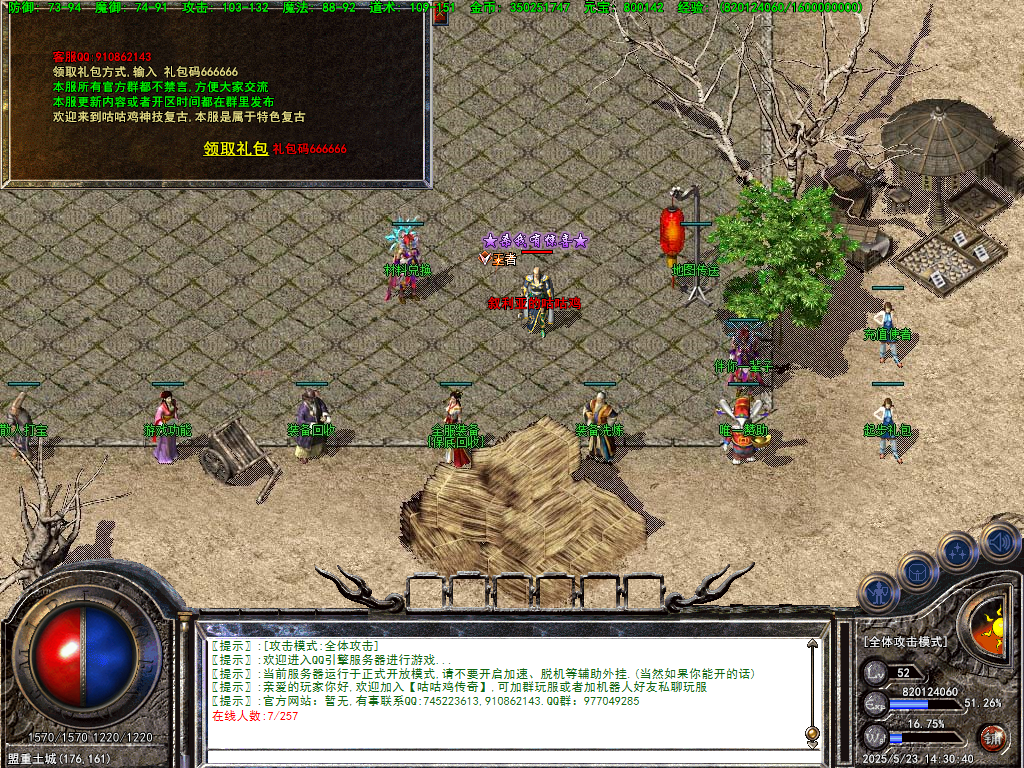 防御: 73-94 魔御: 74-91 攻击: 103-132 魔法: 88-92 道术: 109-151 金币: 350251747 元宝: 800142 经验: (820124060/1600000000)
客服QQ:910862143
领取礼包方式,输入 礼包码666666
本服所有官方群都不禁言,方便大家交流
本服更新内容或者开区时间都在群里发布
欢迎来到咕咕鸡神技复古,本服是属于特色复古
领取礼包 礼包码666666
王者
材料兑换
地图传送
充值使者
伴你一辈子
散人打宝
游戏功能
装备回收
全服装备
(保底回收)
装备洗炼
唯一赞助
起步礼包
〖提示〗:[攻击模式:全体攻击]
〖提示〗:欢迎进入QQ引擎服务器进行游戏...
〖提示〗:当前服务器运行于正式开放模式,请不要开启加速、脱机等辅助外挂.(当然如果你能开的话)
〖提示〗:亲爱的玩家你好,欢迎加入【咕咕鸡传奇】,可加群玩服或者加机器人好友私聊玩服
〖提示〗:官方网站: 暂无,有事联系QQ:745223613,910862143,QQ群: 977049285
在线人数:7/257
[全体攻击模式]
Lv 52
820124060
Exp 51.26%
16.75%
W
铺
1570/1570 1220/1220
盟重土城(176,161)
2025/5/23 14:30:40